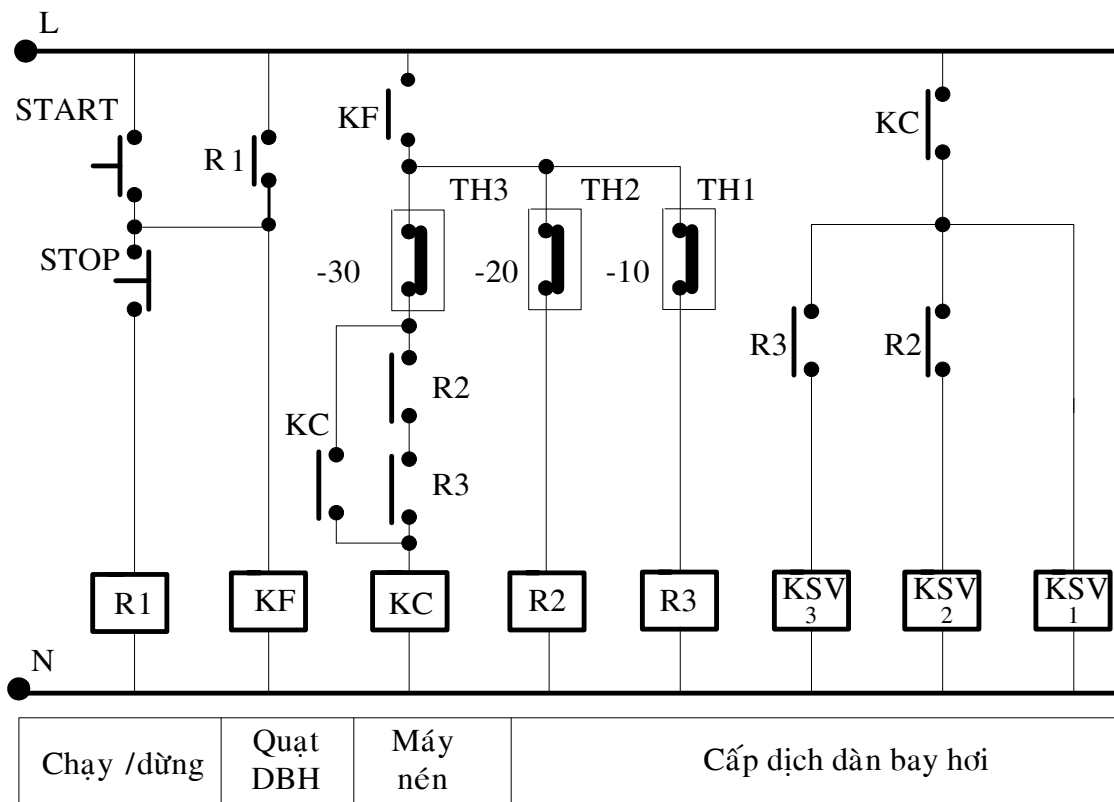 L
START
KF
KC
R1
TH3
TH2
TH1
STOP
-30
-20
-10
R3
R2
R2
KC
R3
R1
KF
KC
R2
R3
KSV
3
KSV
2
KSV
1
N
Chạy /dừng
Quạt
DBH
Máy
nén
Cấp dịch dàn bay hơi